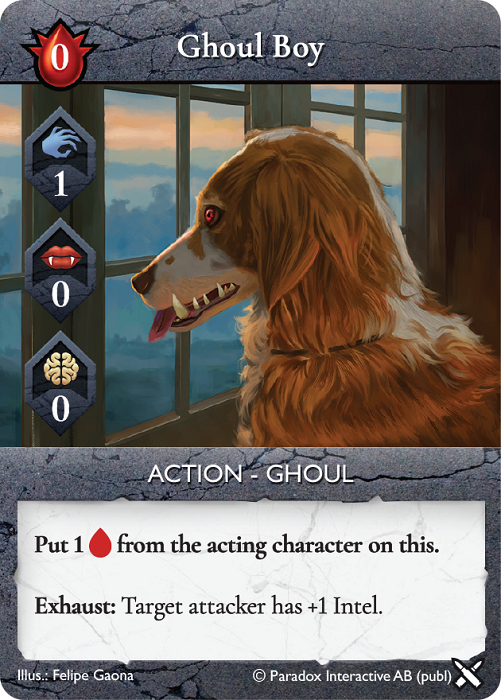 0 Ghoul Boy
1
0
0
ACTION - GHOUL
Put 1 from the acting character on this.
Exhaust: Target attacker has +1 Intel.
Illus.: Felipe Gaona © Paradox Interactive AB (publ)